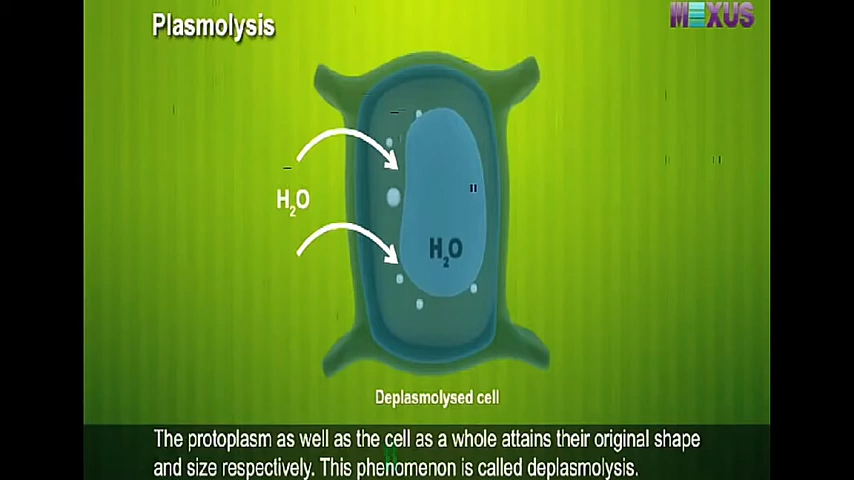 Plasmolysis
MEXUS
H₂O
H₂O
Deplasmolysed cell
The protoplasm as well as the cell as a whole attains their original shape
and size respectively. This phenomenon is called deplasmolysis.